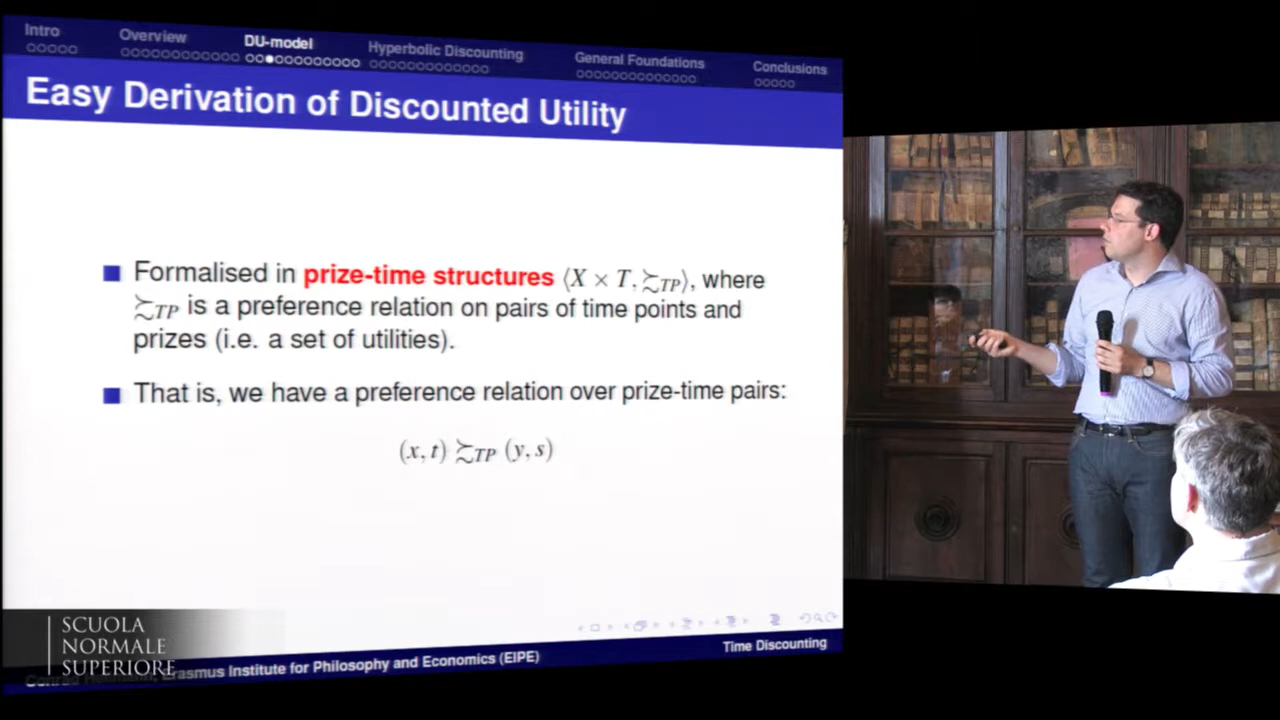 Intro
Overview
DU-model
Hyperbolic Discounting
General Foundations
Conclusions
Easy Derivation of Discounted Utility
Formalised in prize-time structures ⟨X × T, ≿TP⟩, where
≿TP is a preference relation on pairs of time points and
prizes (i.e. a set of utilities).
That is, we have a preference relation over prize-time pairs:
(x, t) ≿TP (y, s)
SCUOLA
NORMALE
SUPERIORE
Erasmus Institute for Philosophy and Economics (EIPE)
Time Discounting